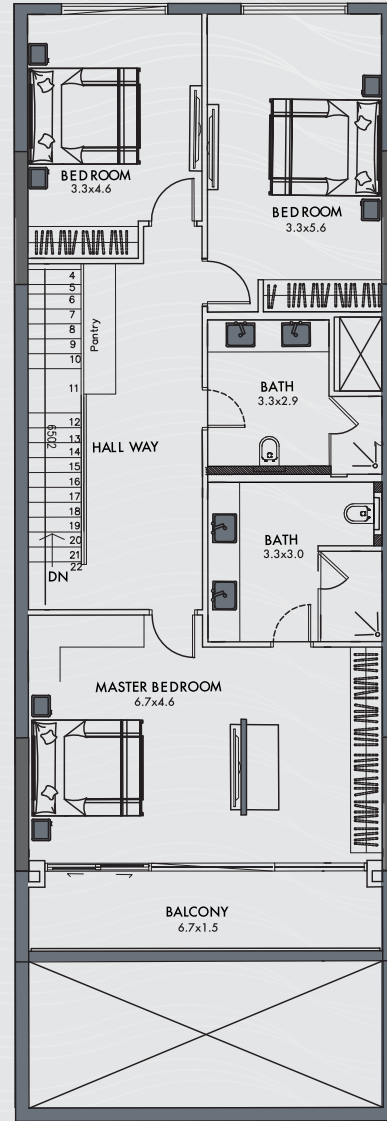 BEDROOM
3.3x4.6
BEDROOM
3.3x5.6
4
5
6
7
8
9
10
11
12
13
14
15
16
17
18
19
20
21
22
Pantry
6502
DN
HALL WAY
BATH
3.3x2.9
BATH
3.3x3.0
MASTER BEDROOM
6.7x4.6
BALCONY
6.7x1.5